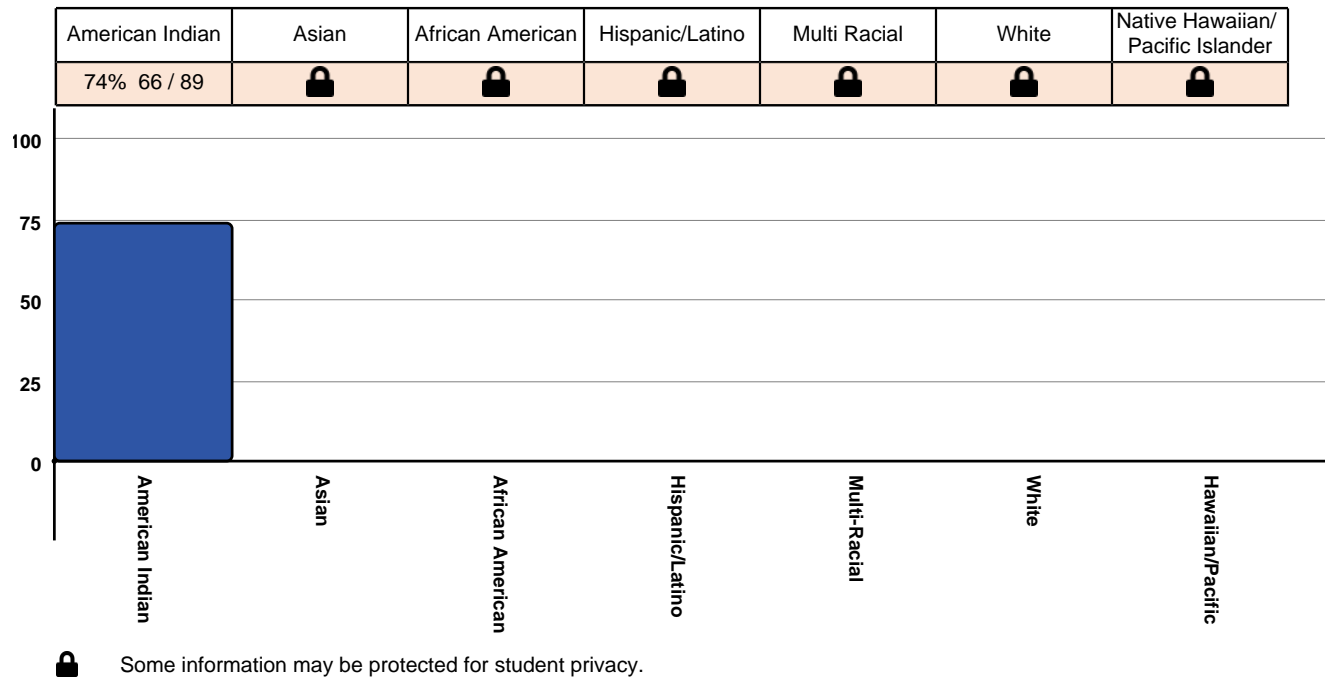 American Indian Asian African American Hispanic/Latino Multi Racial White Native Hawaiian/
Pacific Islander
74% 66 / 89
100
75
50
25
0
American Indian
Asian
African American
Hispanic/Latino
Multi-Racial
White
Hawaiian/Pacific
Some information may be protected for student privacy.